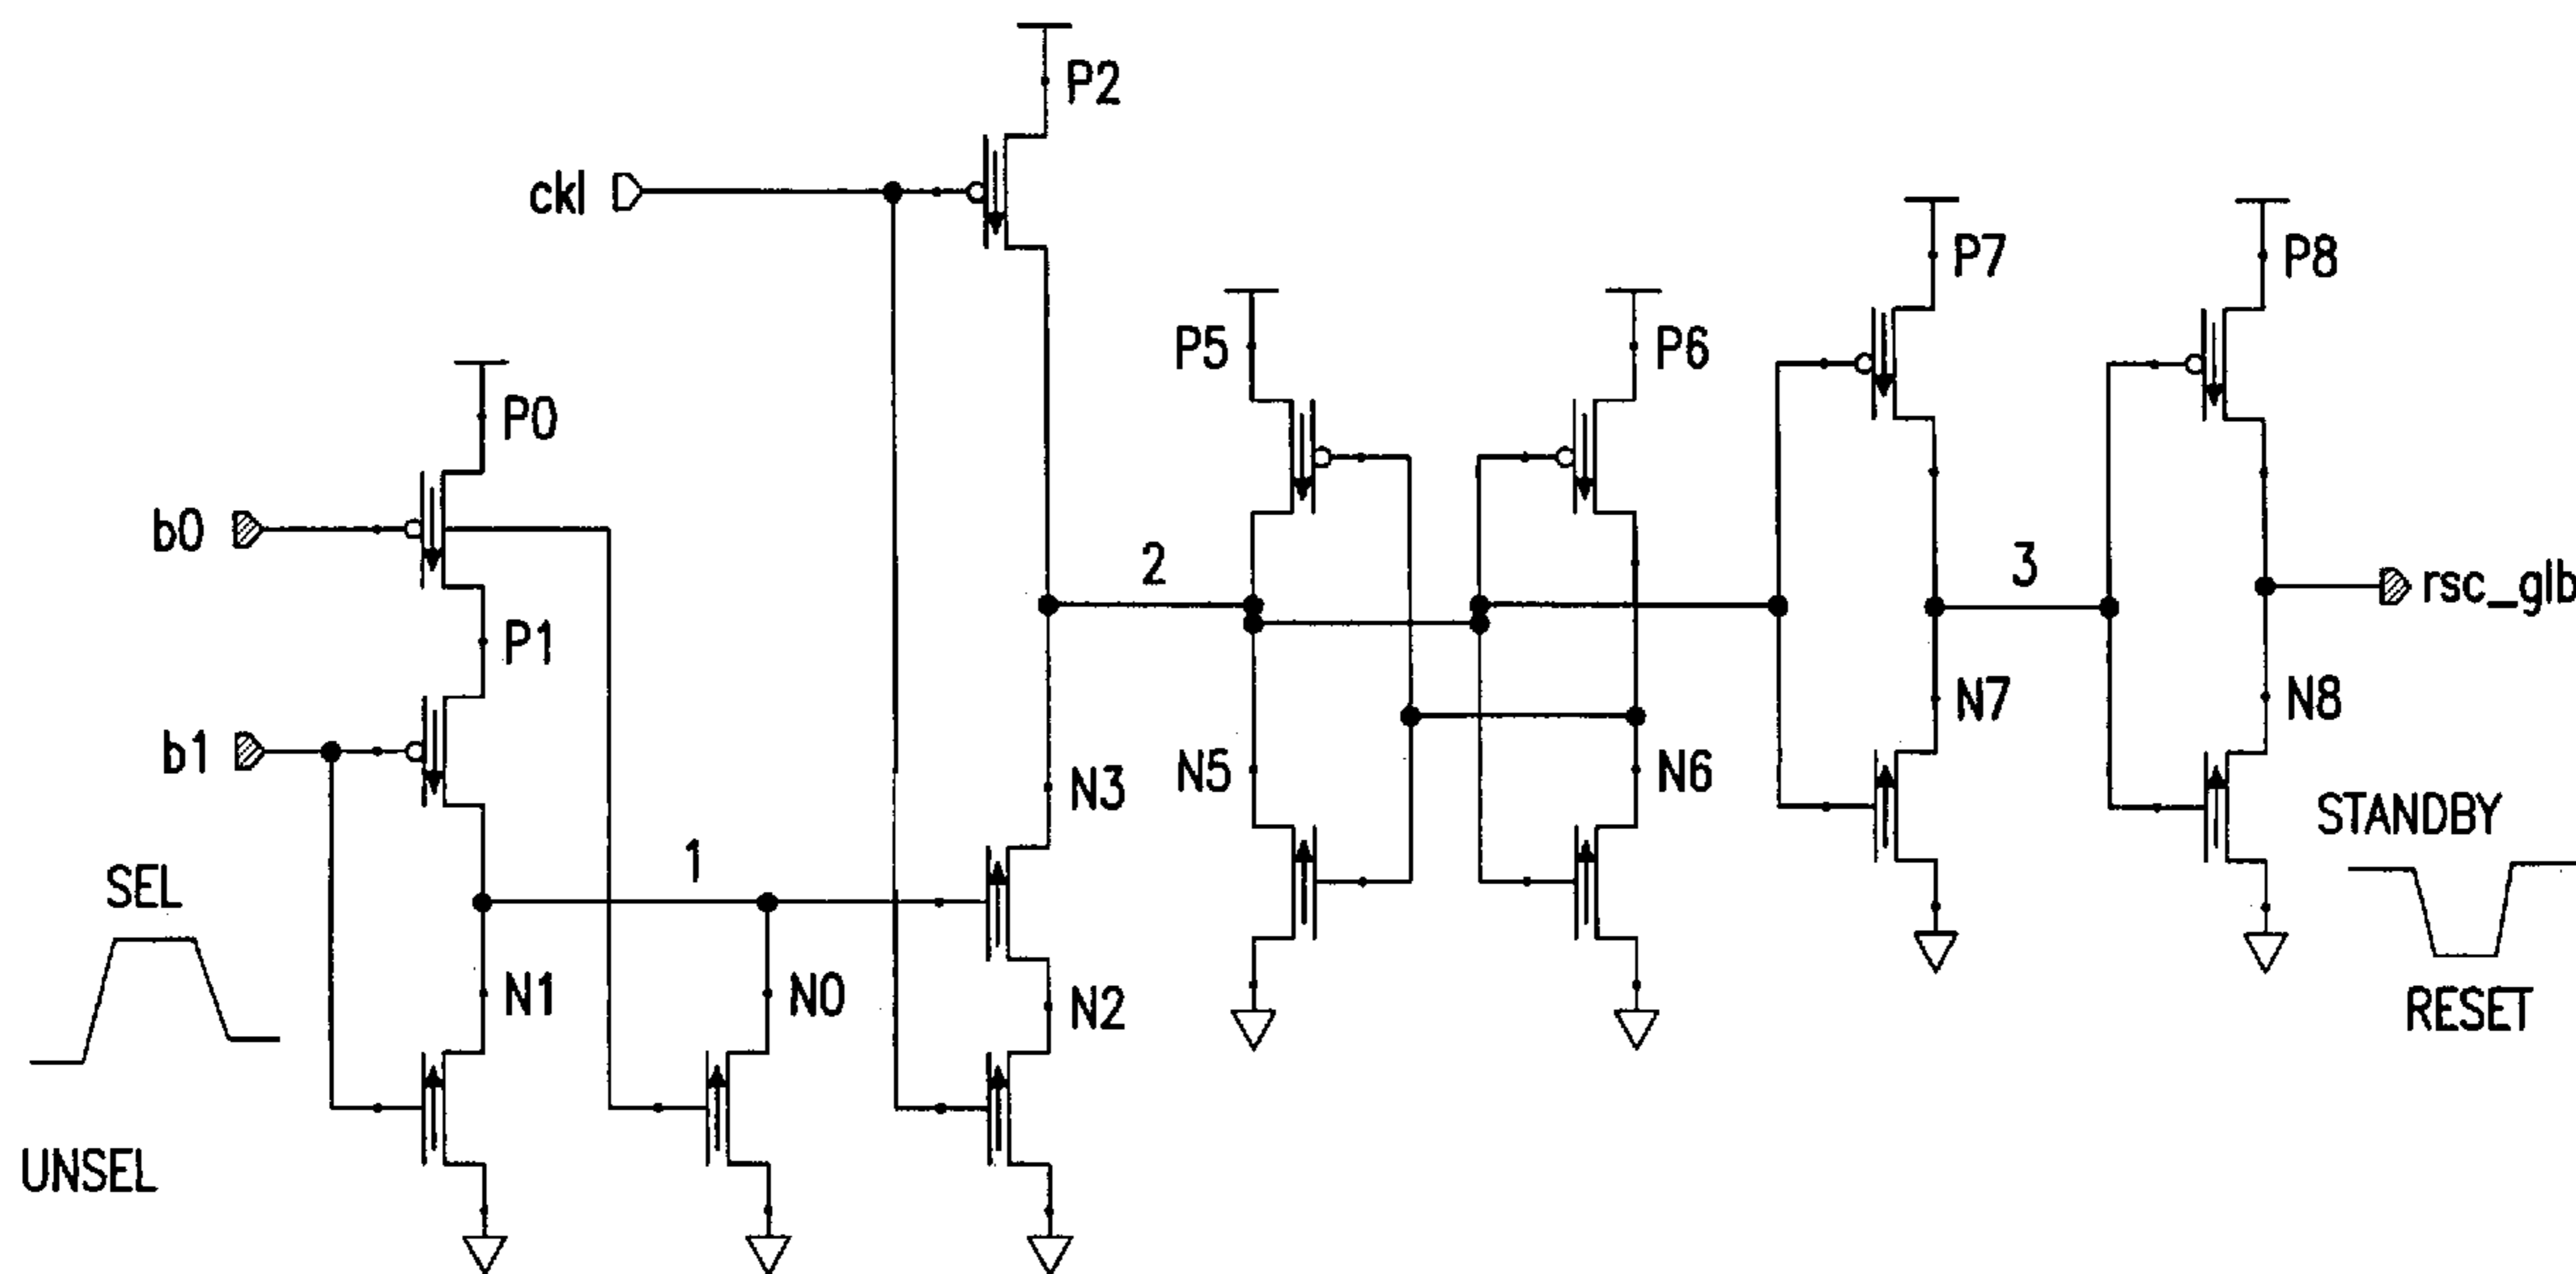 P2
ckl
P7
P8
P5
P6
P0
b0
2
3
rsc_glb
P1
b1
N7
N8
N5
N6
N3
STANDBY
1
SEL
N1
N0
N2
RESET
UNSEL